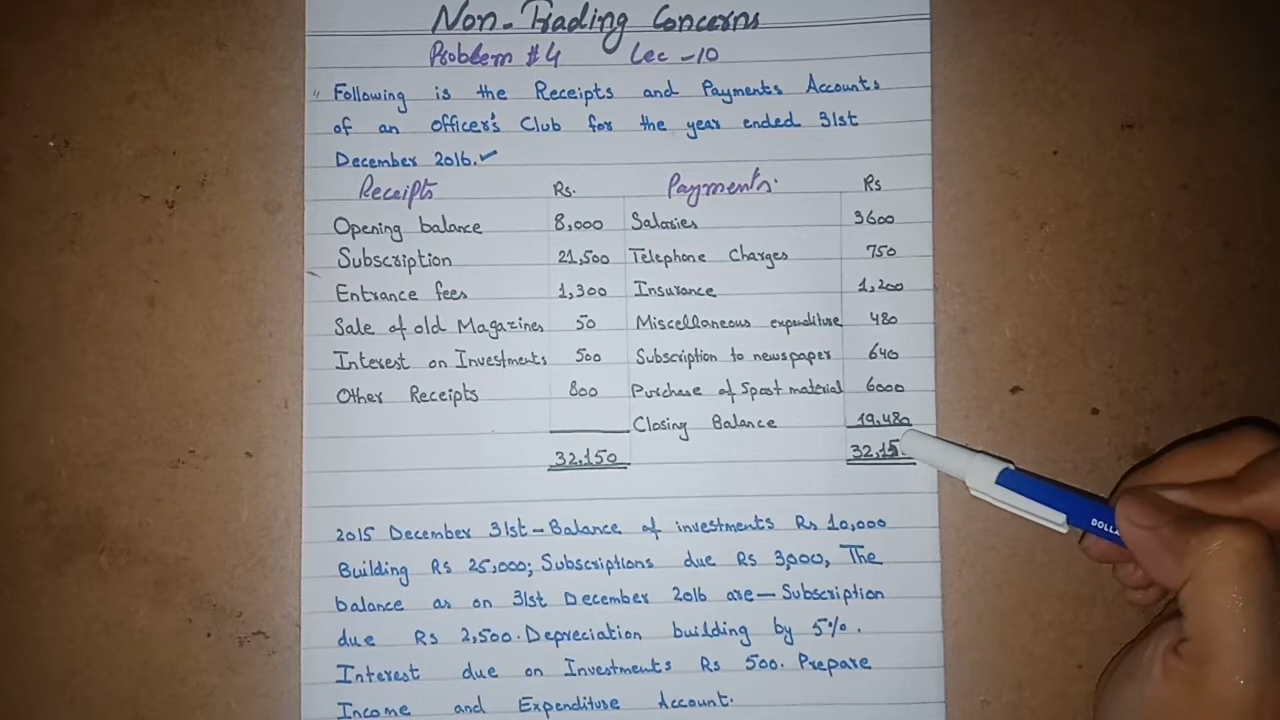 Non-Trading Concerns
Problem #4 Lec -10
" Following is the Receipts and Payments Accounts
of an officer's Club for the year ended 31st
December 2016.
Receipts Rs. Payments. Rs
Opening balance 8,000 Salaries 3600
Subscription 21,500 Telephone Charges 750
Entrance fees 1,300 Insurance 1,200
Sale of old Magazines 50 Miscellaneous expenditure 480
Interest on Investments 500 Subscription to newspaper 640
Other Receipts 800 Purchase of Sport material 6000
Closing Balance 19,480
32,150 32,15
2015 December 31st - Balance of investments Rs 10,000
Building Rs 25,000; Subscriptions due Rs 3,000, The
balance as on 31st December 2016 are - Subscription
due Rs 2,500. Depreciation building by 5%.
Interest due on Investments Rs 500. Prepare
Income and Expenditure Account.
DOLLA